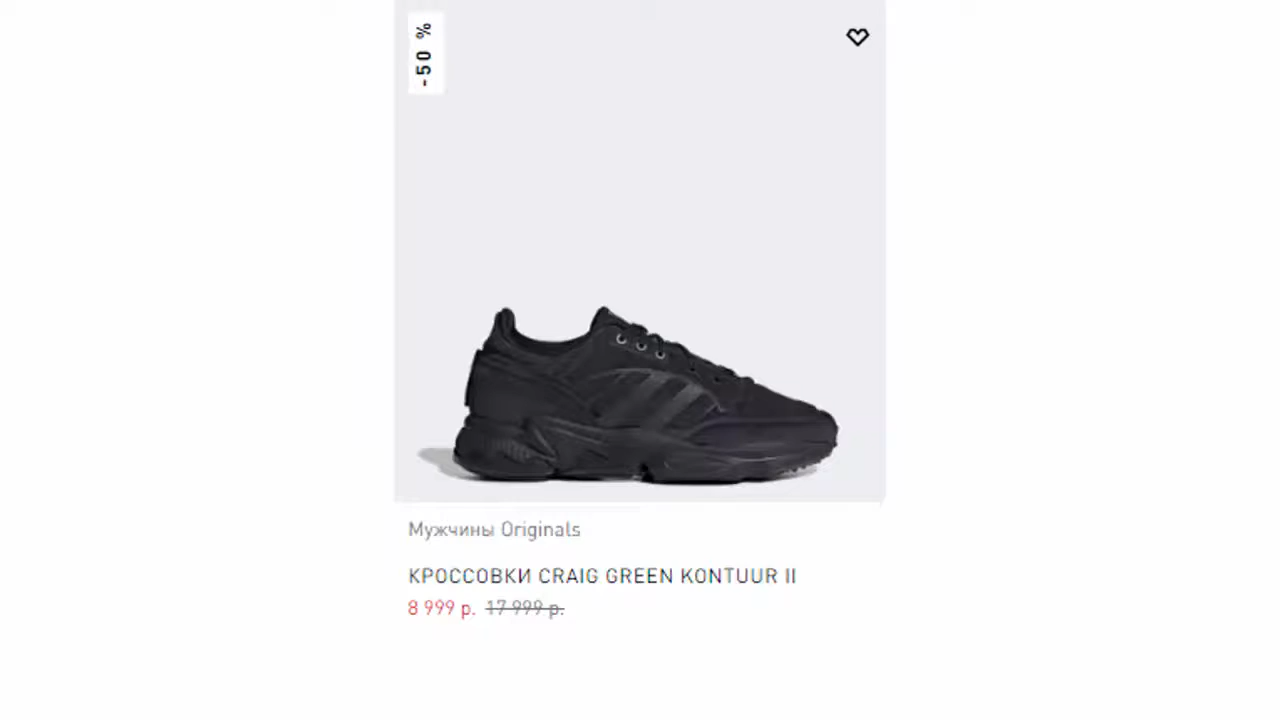 -50 %
Мужчины Originals
КРОССОВКИ CRAIG GREEN KONTUUR II
8 999 р. 17 999 р.